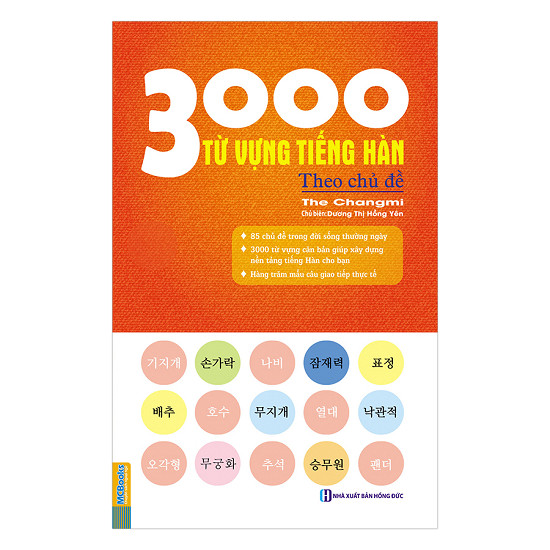 3000
TỪ VỰNG TIẾNG HÀN
Theo chủ đề
The Changmi
Chủ biên: Dương Thị Hồng Yên
85 chủ đề trong đời sống thường ngày
3000 từ vựng căn bản giúp xây dựng
nền tảng tiếng Hàn cho bạn
Hàng trăm mẫu câu giao tiếp thực tế
기지개 손가락 나비 잠재력 표정
배추 호수 무지개 열대 낙관적
오각형 무궁화 추석 승무원 팬더
MCBooks
NHÀ XUẤT BẢN HỒNG ĐỨC